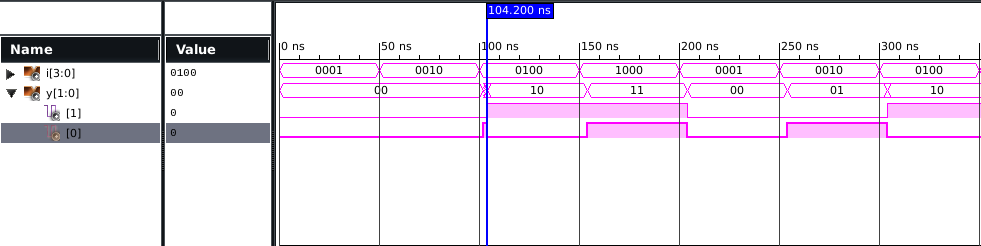 104.200 ns
Name Value 0 ns 50 ns 100 ns 150 ns 200 ns 250 ns 300 ns
i[3:0] 0100 0001 0010 0100 1000 0001 0010 0100
y[1:0] 00 00 10 11 00 01 10
[1] 0
[0] 0